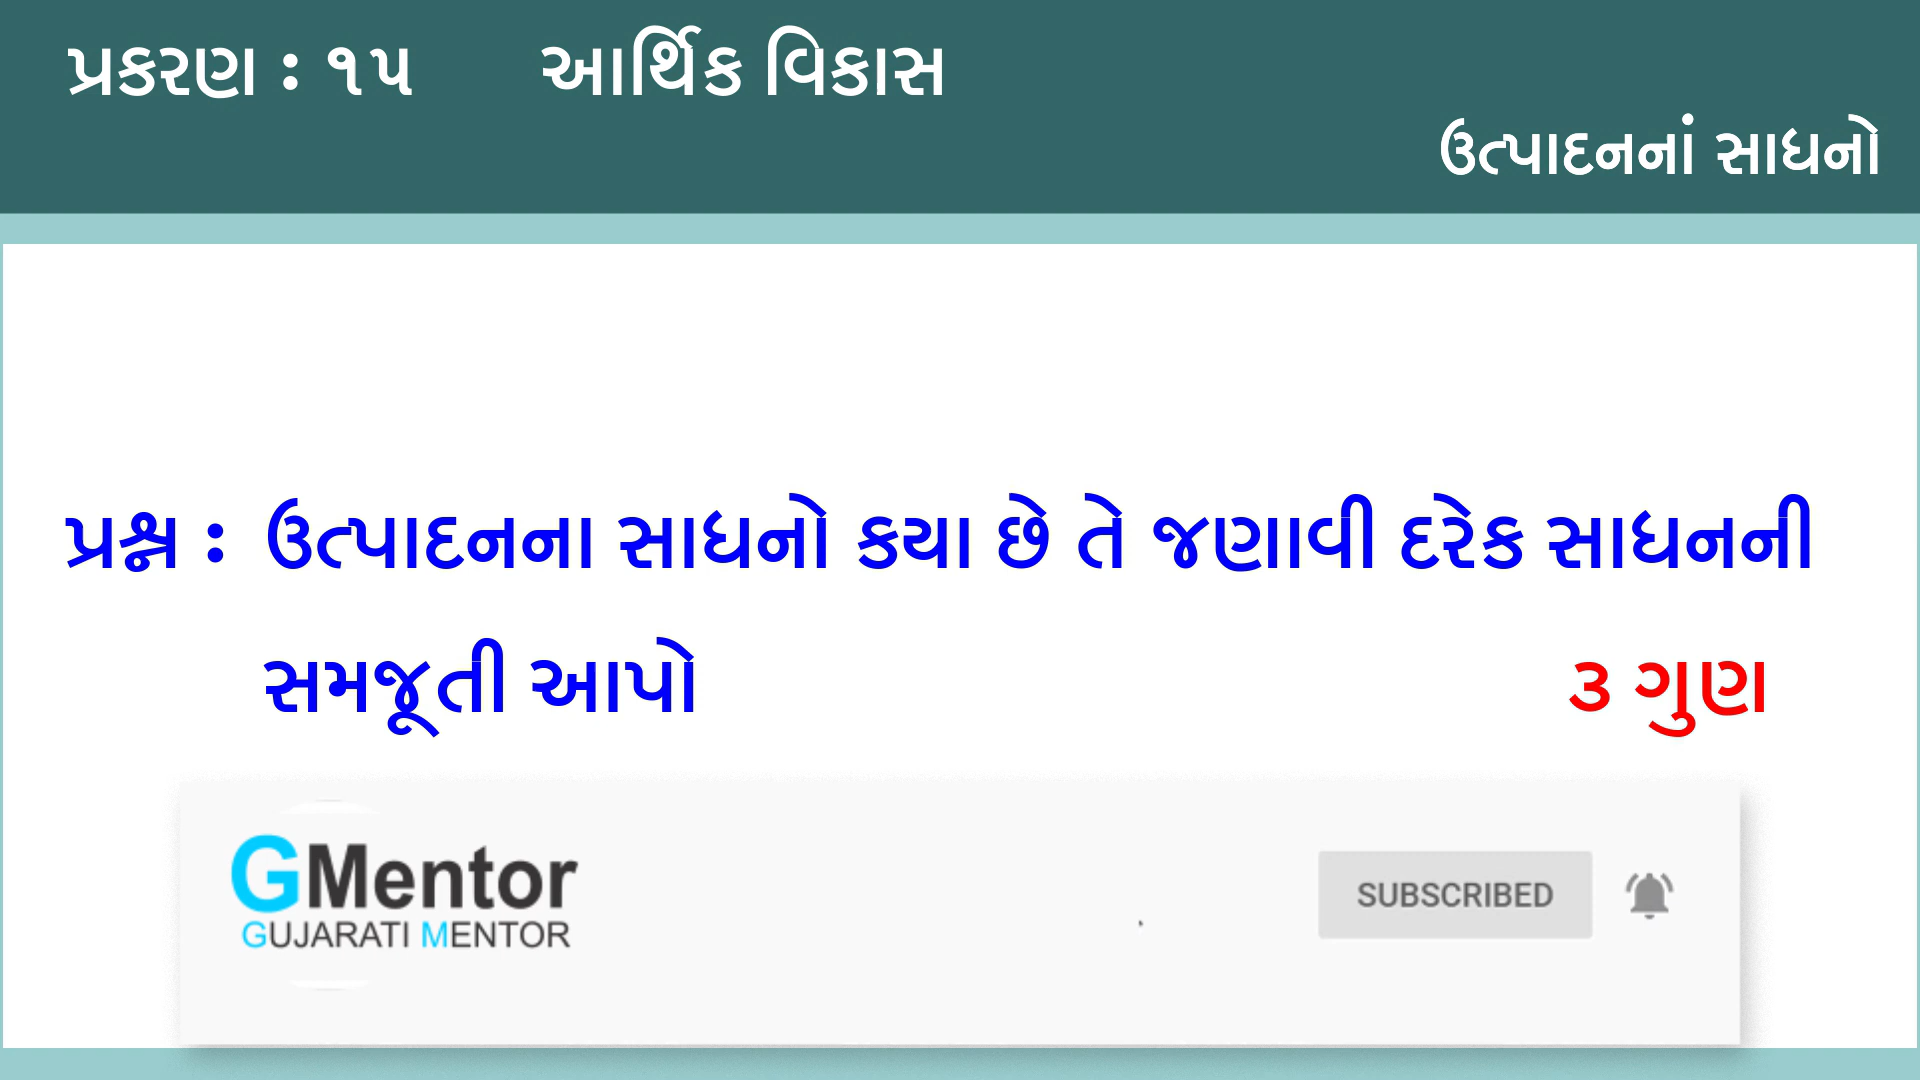 પ્રકરણ : ૧૫ આર્થિક વિકાસ
ઉત્પાદનનાં સાધનો
પ્રશ્ન : ઉત્પાદનના સાધનો કયા છે તે જણાવી દરેક સાધનની
સમજૂતી આપો ૩ ગુણ
GMentor
GUJARATI MENTOR
SUBSCRIBED